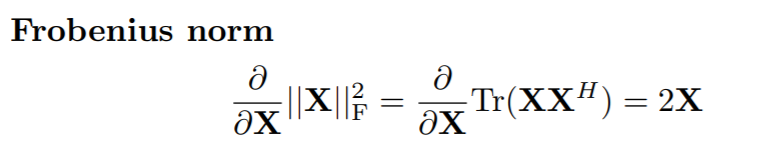 Frobenius norm
∂/∂X ||X||²_F = ∂/∂X Tr(XX^H) = 2X